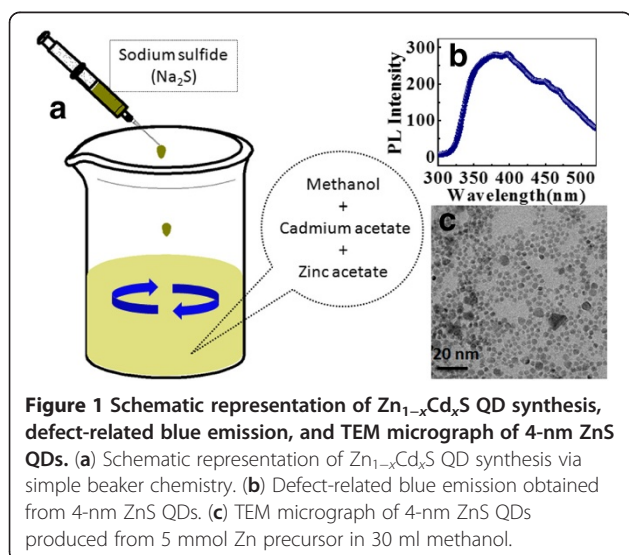 Sodium sulfide
(Na₂S)
a
Methanol
+
Cadmium acetate
+
Zinc acetate
b
PL Intensity
300
200
100
0
300 350 400 450 500
Wavelength(nm)
c
20 nm
Figure 1 Schematic representation of Zn₁₋ₓCdₓS QD synthesis,
defect-related blue emission, and TEM micrograph of 4-nm ZnS
QDs. (a) Schematic representation of Zn₁₋ₓCdₓS QD synthesis via
simple beaker chemistry. (b) Defect-related blue emission obtained
from 4-nm ZnS QDs. (c) TEM micrograph of 4-nm ZnS QDs
produced from 5 mmol Zn precursor in 30 ml methanol.